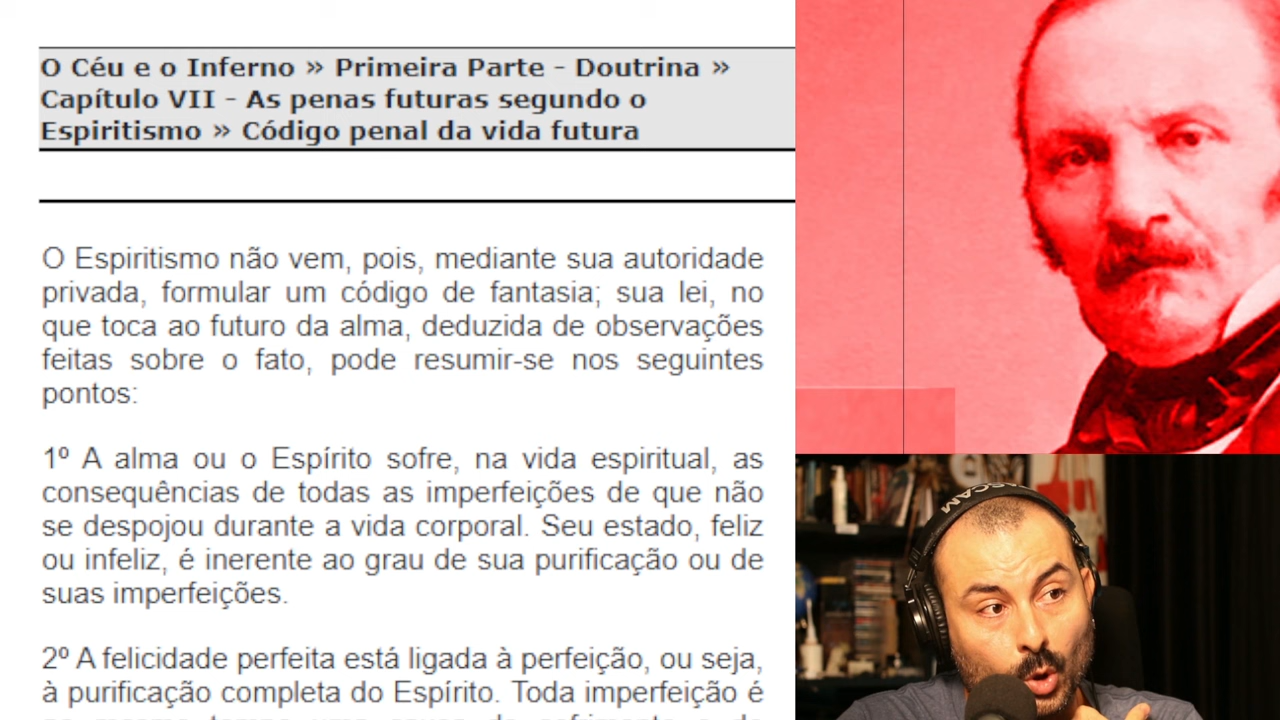 O Céu e o Inferno » Primeira Parte - Doutrina »
Capítulo VII - As penas futuras segundo o
Espiritismo » Código penal da vida futura
O Espiritismo não vem, pois, mediante sua autoridade
privada, formular um código de fantasia; sua lei, no
que toca ao futuro da alma, deduzida de observações
feitas sobre o fato, pode resumir-se nos seguintes
pontos:
1º A alma ou o Espírito sofre, na vida espiritual, as
consequências de todas as imperfeições de que não
se despojou durante a vida corporal. Seu estado, feliz
ou infeliz, é inerente ao grau de sua purificação ou de
suas imperfeições.
2º A felicidade perfeita está ligada à perfeição, ou seja,
à purificação completa do Espírito. Toda imperfeição é